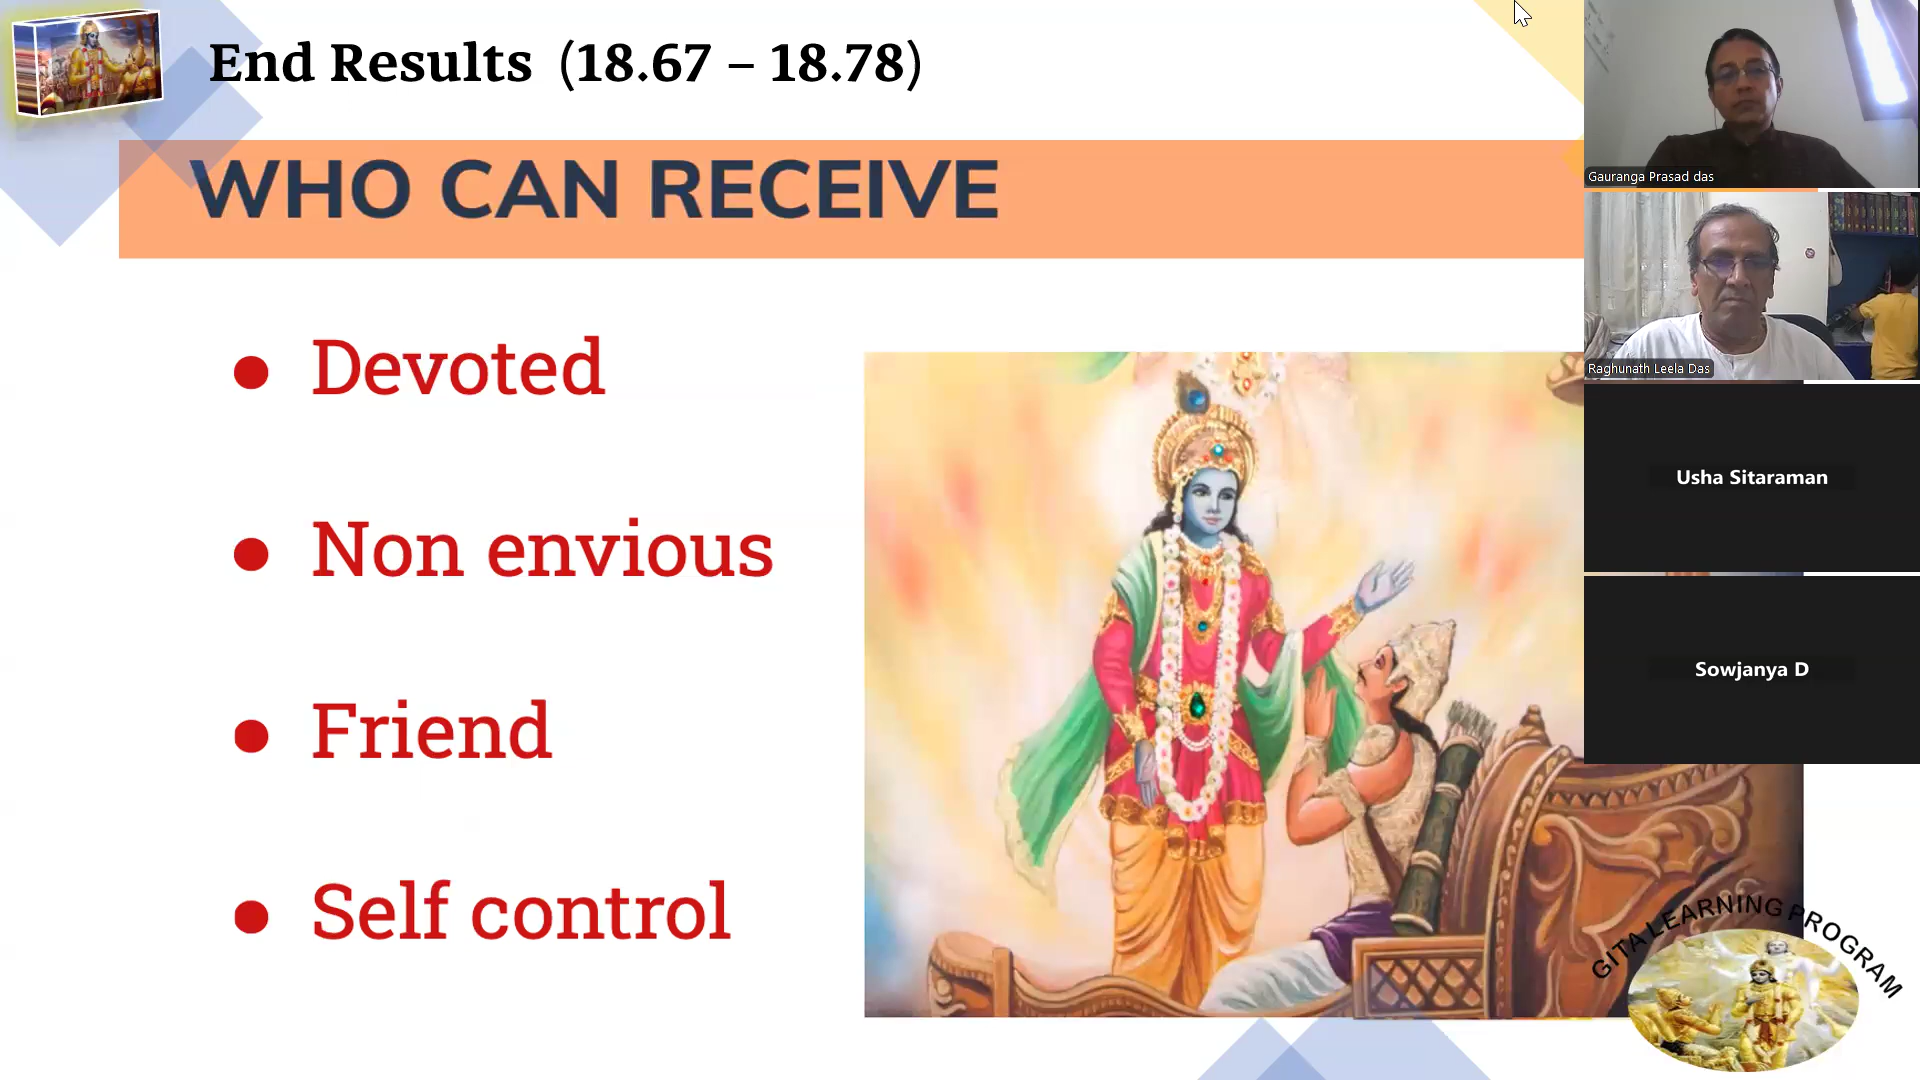 End Results (18.67 – 18.78)
WHO CAN RECEIVE
● Devoted
● Non envious
● Friend
● Self control
Gauranga Prasad das
Raghunath Leela Das
Usha Sitaraman
Sowjanya D
GITA LEARNING PROGRAM